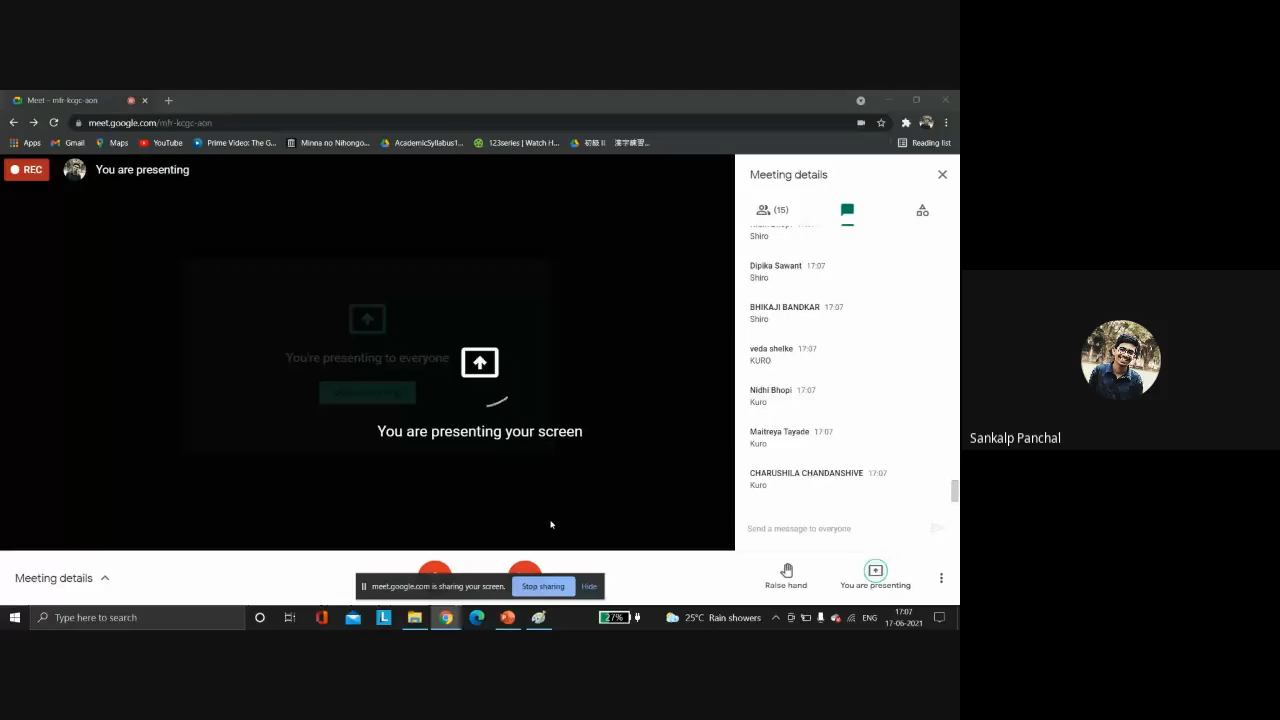 Meet - mfr-kcgc-aon
meet.google.com/mfr-kcgc-aon
Apps
Gmail
Maps
YouTube
Prime Video: The G...
Minna no Nihongo...
AcademicSyllabus1...
123series | Watch H...
初級 II 漢字練習...
Reading list
REC
You are presenting
You're presenting to everyone
You are presenting your screen
Meeting details
(15)
Shiro
Dipika Sawant 17:07
Shiro
BHIKAJI BANDKAR 17:07
Shiro
veda shelke 17:07
KURO
Nidhi Bhopi 17:07
Kuro
Maitreya Tayade 17:07
Kuro
CHARUSHILA CHANDANSHIVE 17:07
Kuro
Send a message to everyone
Sankalp Panchal
Meeting details
meet.google.com is sharing your screen.
Stop sharing
Hide
Raise hand
You are presenting
Type here to search
27%
25°C Rain showers
ENG
17:07
17-06-2021